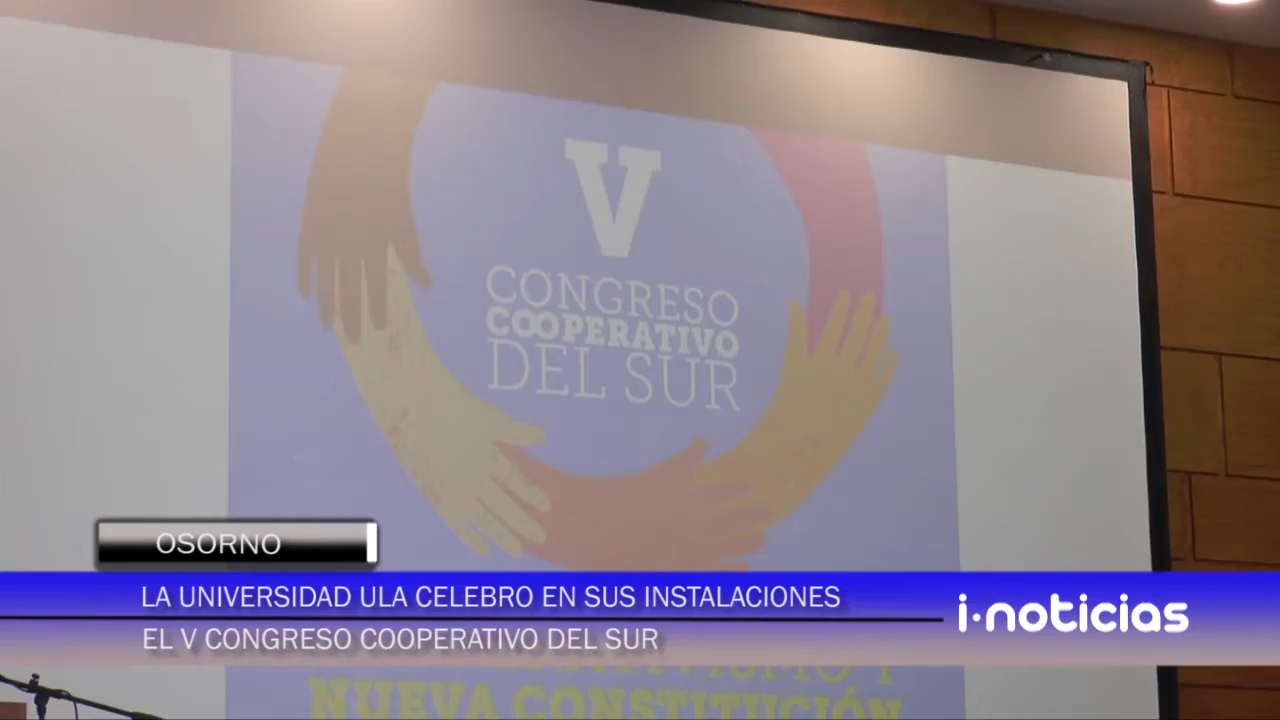 V
CONGRESO
COOPERATIVO
DEL SUR
OSORNO
LA UNIVERSIDAD ULA CELEBRO EN SUS INSTALACIONES
EL V CONGRESO COOPERATIVO DEL SUR
i·noticias
NUEVA CONSTITUCIÓN